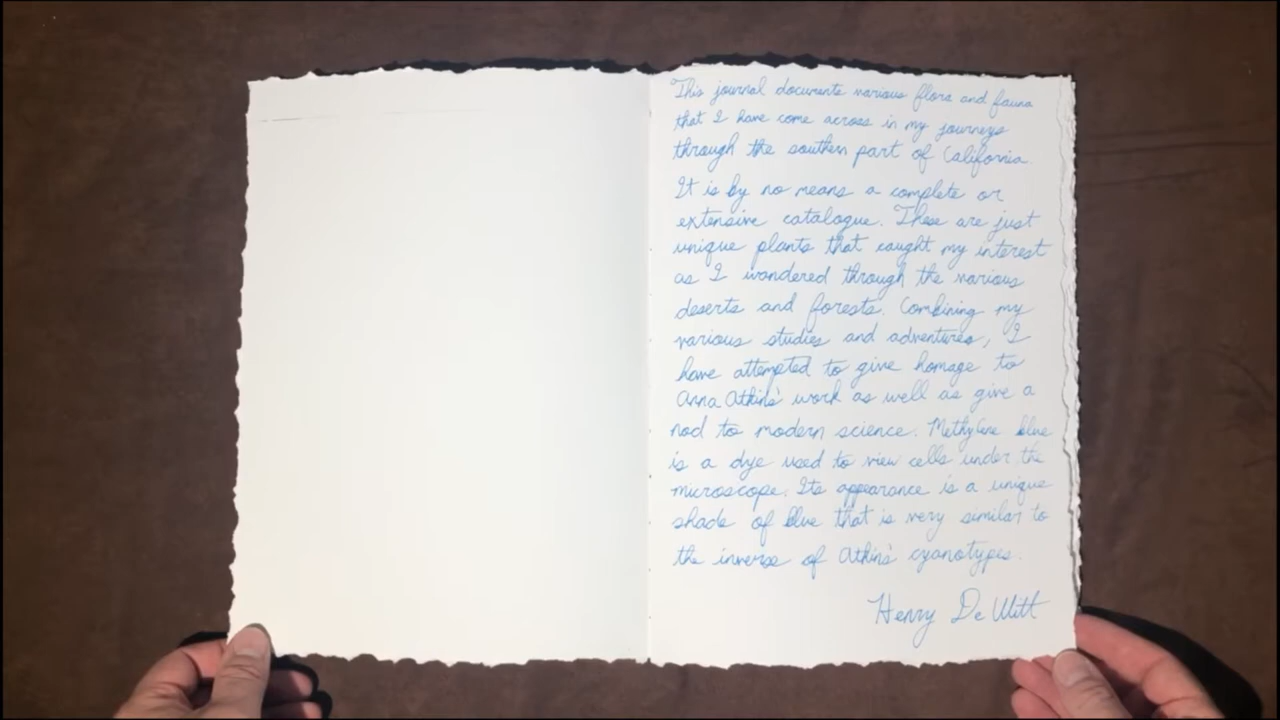 This journal documents various flora and fauna
that I have come across in my journeys
through the southern part of California.
It is by no means a complete or
extensive catalogue. These are just
unique plants that caught my interest
as I wandered through the various
deserts and forests. Combining my
various studies and adventures, I
have attempted to give homage to
Anna Atkins' work as well as give a
nod to modern science. Methylene blue
is a dye used to view cells under the
microscope. Its appearance is a unique
shade of blue that is very similar to
the inverse of Atkins' cyanotypes.
Henry DeWitt